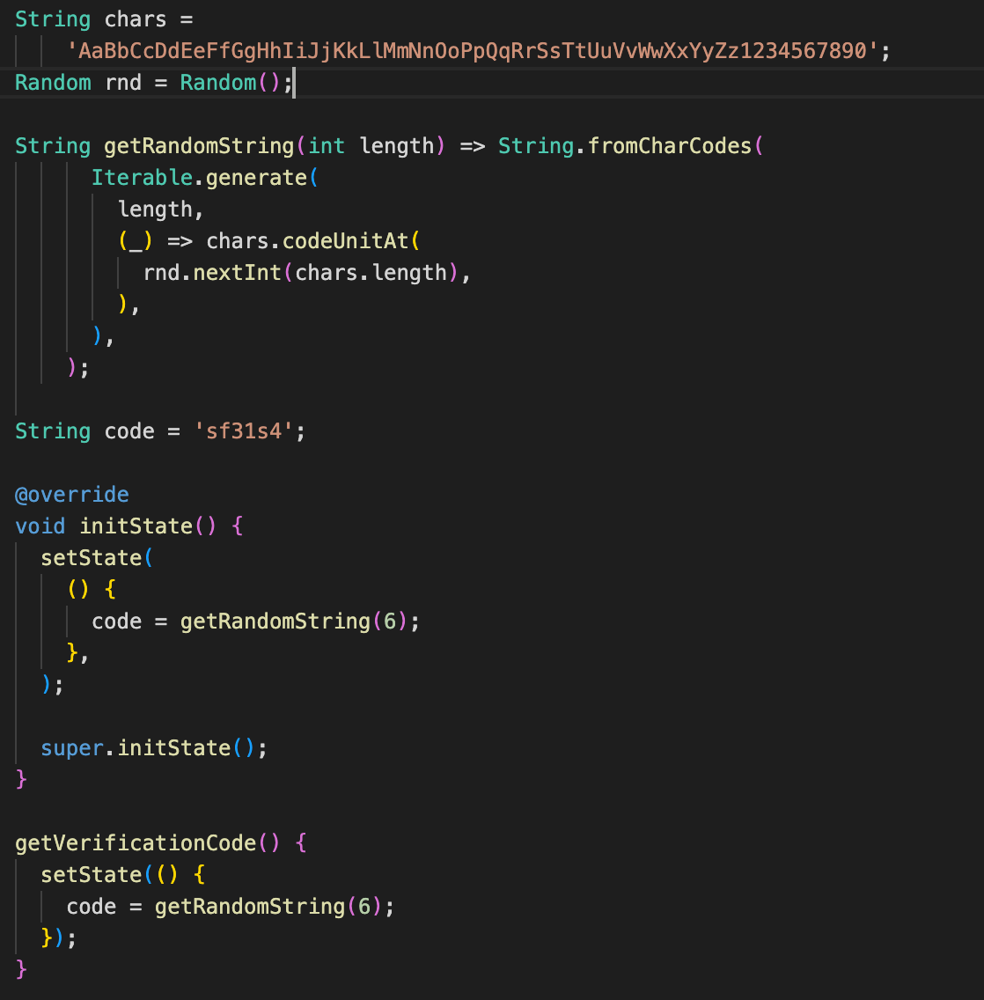 String chars =
'AaBbCcDdEeFfGgHhIiJjKkLlMmNnOoPpQqRrSsTtUuVvWwXxYyZz1234567890';
Random rnd = Random();
String getRandomString(int length) => String.fromCharCodes(
Iterable.generate(
length,
(_) => chars.codeUnitAt(
rnd.nextInt(chars.length),
),
),
);
String code = 'sf31s4';
@override
void initState() {
setState(
() {
code = getRandomString(6);
},
);
super.initState();
}
getVerificationCode() {
setState(() {
code = getRandomString(6);
});
}